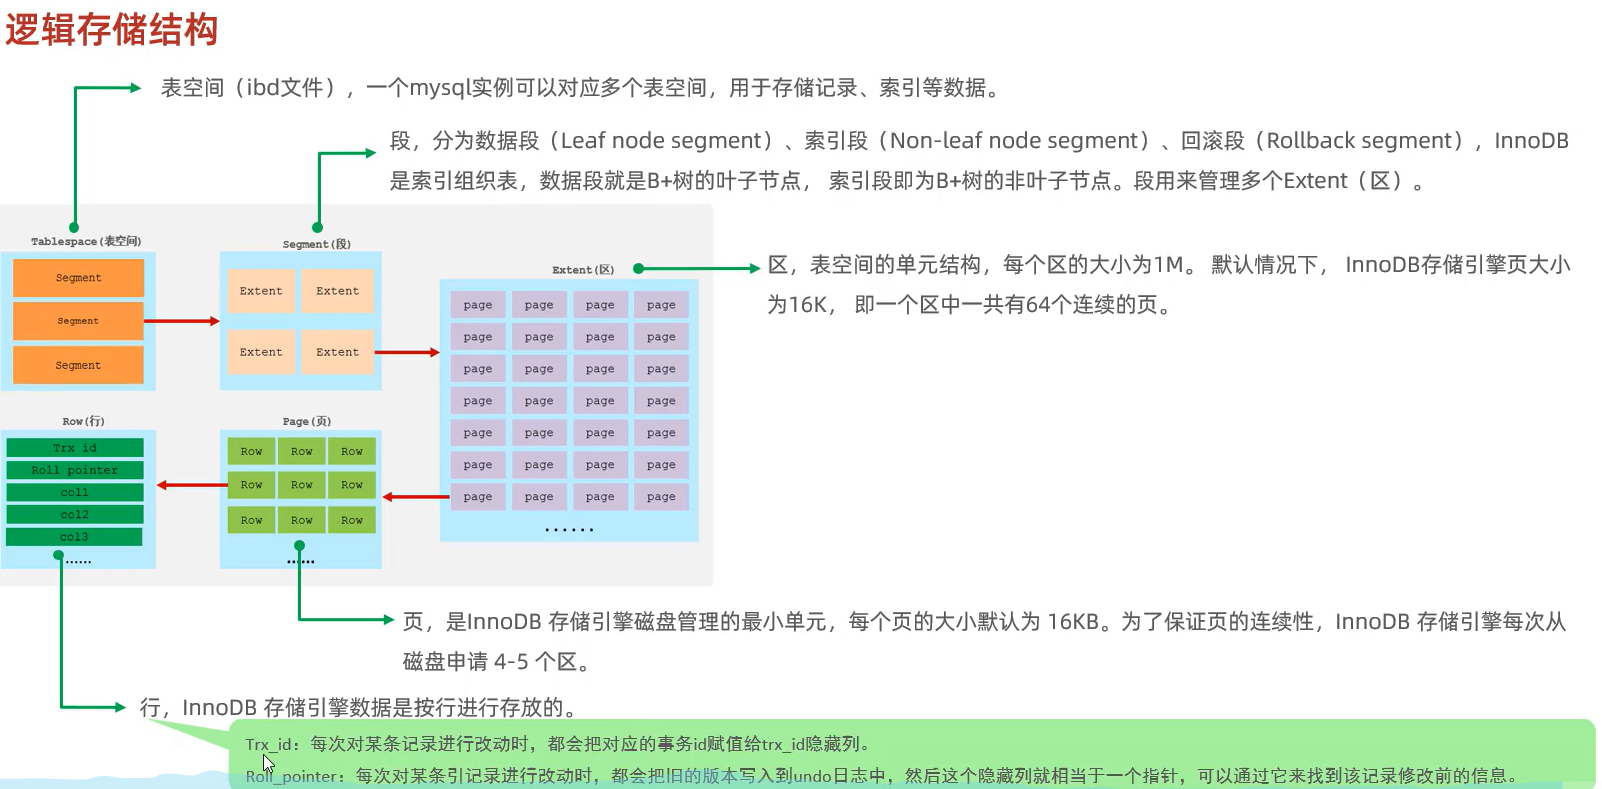 逻辑存储结构
表空间（ibd文件），一个mysql实例可以对应多个表空间，用于存储记录、索引等数据。
段，分为数据段（Leaf node segment）、索引段（Non-leaf node segment）、回滚段（Rollback segment），InnoDB
是索引组织表，数据段就是B+树的叶子节点， 索引段即为B+树的非叶子节点。段用来管理多个Extent（区）。
Tablespace(表空间)
Segment
Segment
Segment
Segment(段)
Extent Extent
Extent Extent
Extent(区)
page page page page
page page page page
page page page page
page page page page
page page page page
page page page page
page page page page
......
区，表空间的单元结构，每个区的大小为1M。 默认情况下， InnoDB存储引擎页大小
为16K， 即一个区中一共有64个连续的页。
Row(行)
Trx id
Roll pointer
col1
col2
col3
......
Page(页)
Row Row Row
Row Row Row
Row Row Row
......
页，是InnoDB 存储引擎磁盘管理的最小单元，每个页的大小默认为 16KB。为了保证页的连续性，InnoDB 存储引擎每次从
磁盘申请 4-5 个区。
行，InnoDB 存储引擎数据是按行进行存放的。
Trx_id：每次对某条记录进行改动时，都会把对应的事务id赋值给trx_id隐藏列。
Roll_pointer：每次对某条引记录进行改动时，都会把旧的版本写入到undo日志中，然后这个隐藏列就相当于一个指针，可以通过它来找到该记录修改前的信息。